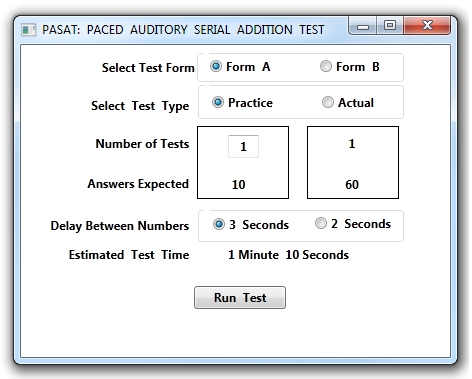 PASAT: PACED AUDITORY SERIAL ADDITION TEST
Select Test Form Form A Form B
Select Test Type Practice Actual
Number of Tests 1 1
Answers Expected 10 60
Delay Between Numbers 3 Seconds 2 Seconds
Estimated Test Time 1 Minute 10 Seconds
Run Test